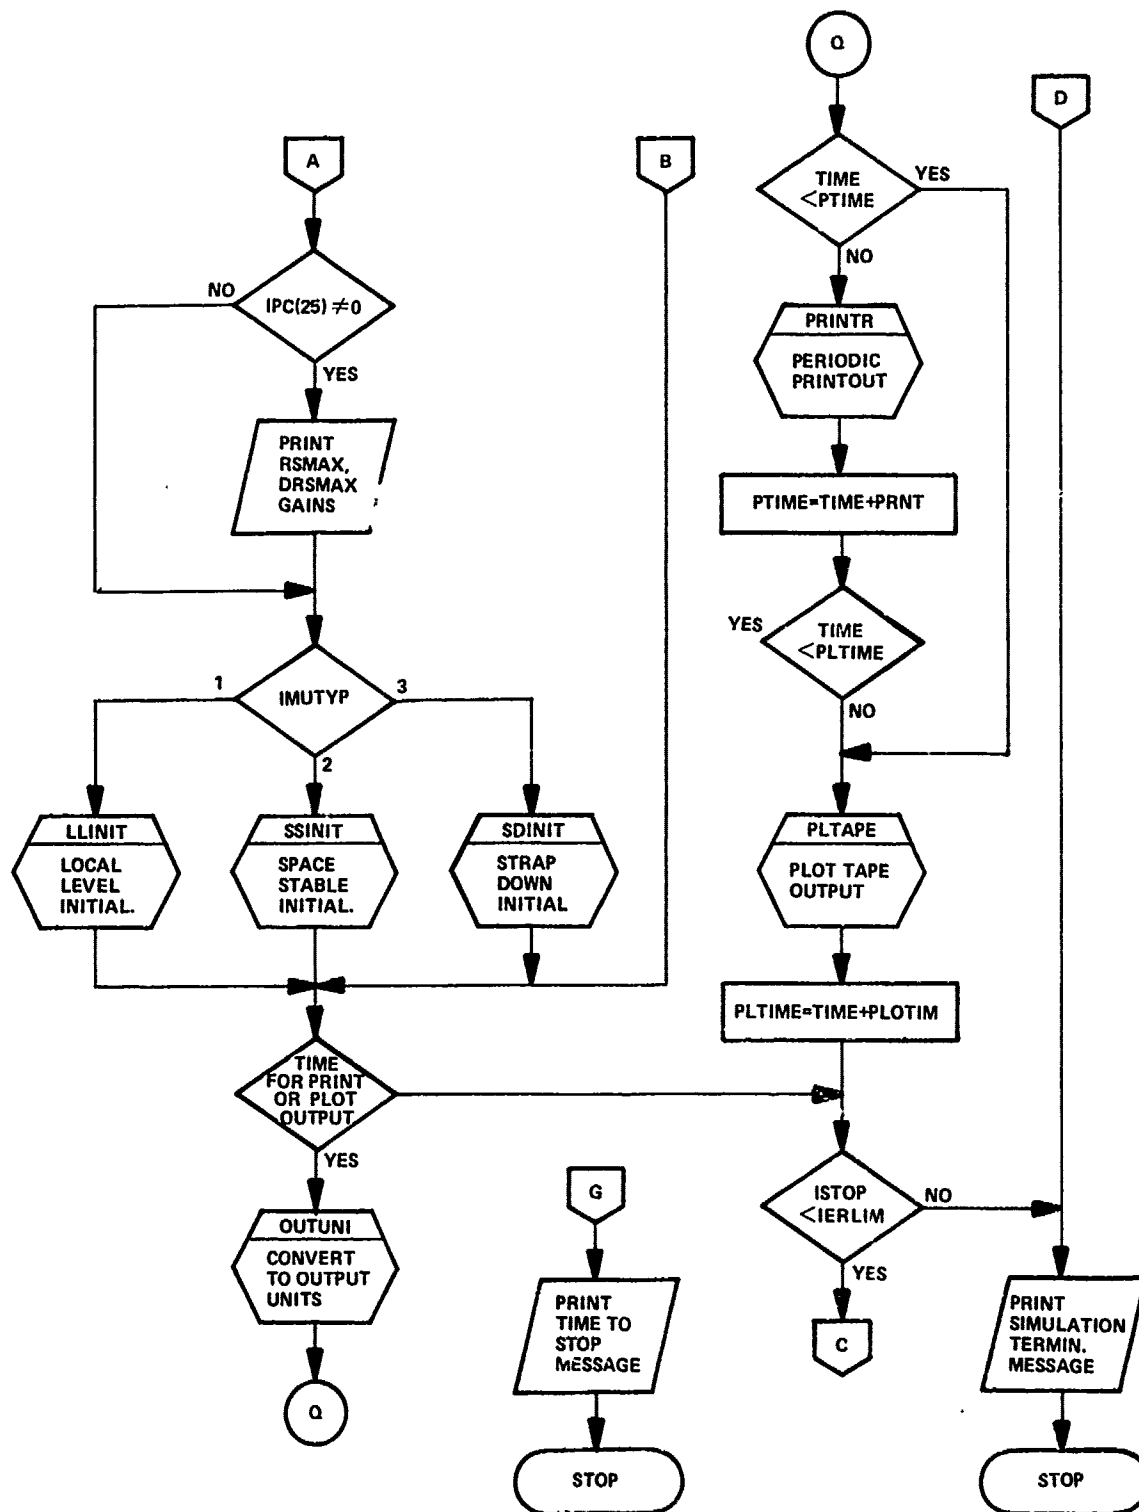 A
NO
IPC(25) ≠0
YES
PRINT
RSMAX,
DRSMAX
GAINS
1
IMUTYP
3
2
LLINIT
LOCAL
LEVEL
INITIAL.
SSINIT
SPACE
STABLE
INITIAL.
SDINIT
STRAP
DOWN
INITIAL
B
TIME
FOR PRINT
OR PLOT
OUTPUT
YES
OUTUNI
CONVERT
TO OUTPUT
UNITS
Q
G
PRINT
TIME TO
STOP
MESSAGE
STOP
Q
TIME
<PTIME
YES
NO
PRINTR
PERIODIC
PRINTOUT
PTIME=TIME+PRNT
YES
TIME
<PLTIME
NO
PLTAPE
PLOT TAPE
OUTPUT
PLTIME=TIME+PLOTIM
ISTOP
<IERLIM
NO
YES
C
D
PRINT
SIMULATION
TERMIN.
MESSAGE
STOP